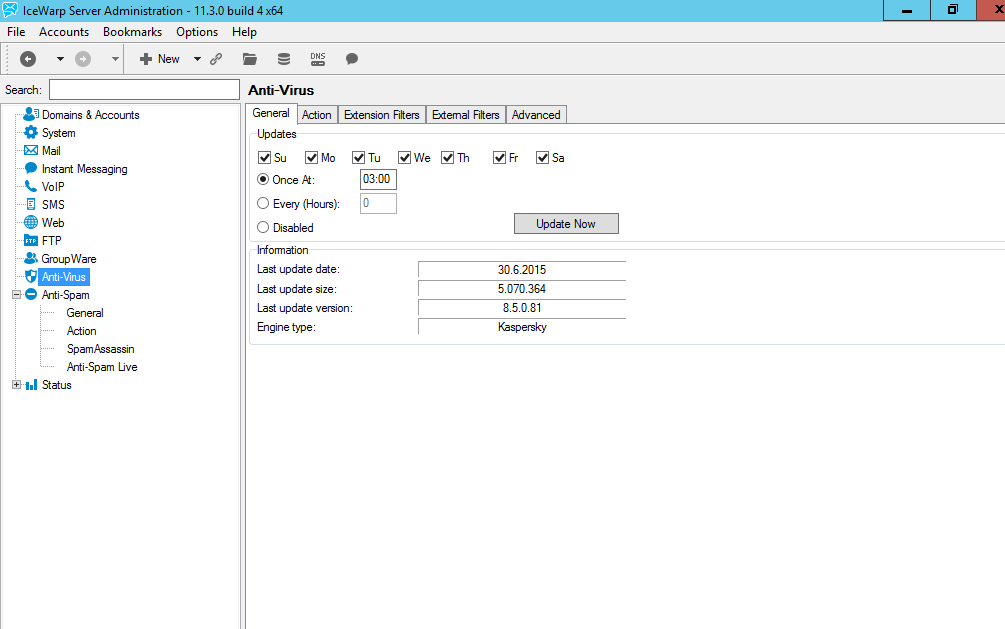 IceWarp Server Administration - 11.3.0 build 4 x64
File Accounts Bookmarks Options Help
New DNS
Search:
Domains & Accounts
System
Mail
Instant Messaging
VoIP
SMS
Web
FTP FTP
GroupWare
Anti-Virus
Anti-Spam
General
Action
SpamAssassin
Anti-Spam Live
Status
Anti-Virus
General Action Extension Filters External Filters Advanced
Updates
Su Mo Tu We Th Fr Sa
Once At: 03:00
Every (Hours): 0
Disabled Update Now
Information
Last update date: 30.6.2015
Last update size: 5.070.364
Last update version: 8.5.0.81
Engine type: Kaspersky